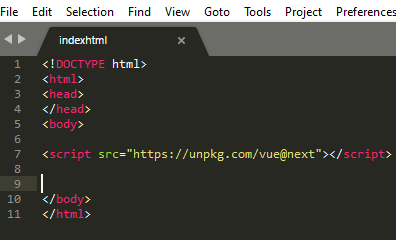 File Edit Selection Find View Goto Tools Project Preferences
indexhtml ×
1 <!DOCTYPE html>
2 <html>
3 <head>
4 </head>
5 <body>
6
7 <script src="https://unpkg.com/vue@next"></script>
8
9
10 </body>
11 </html>